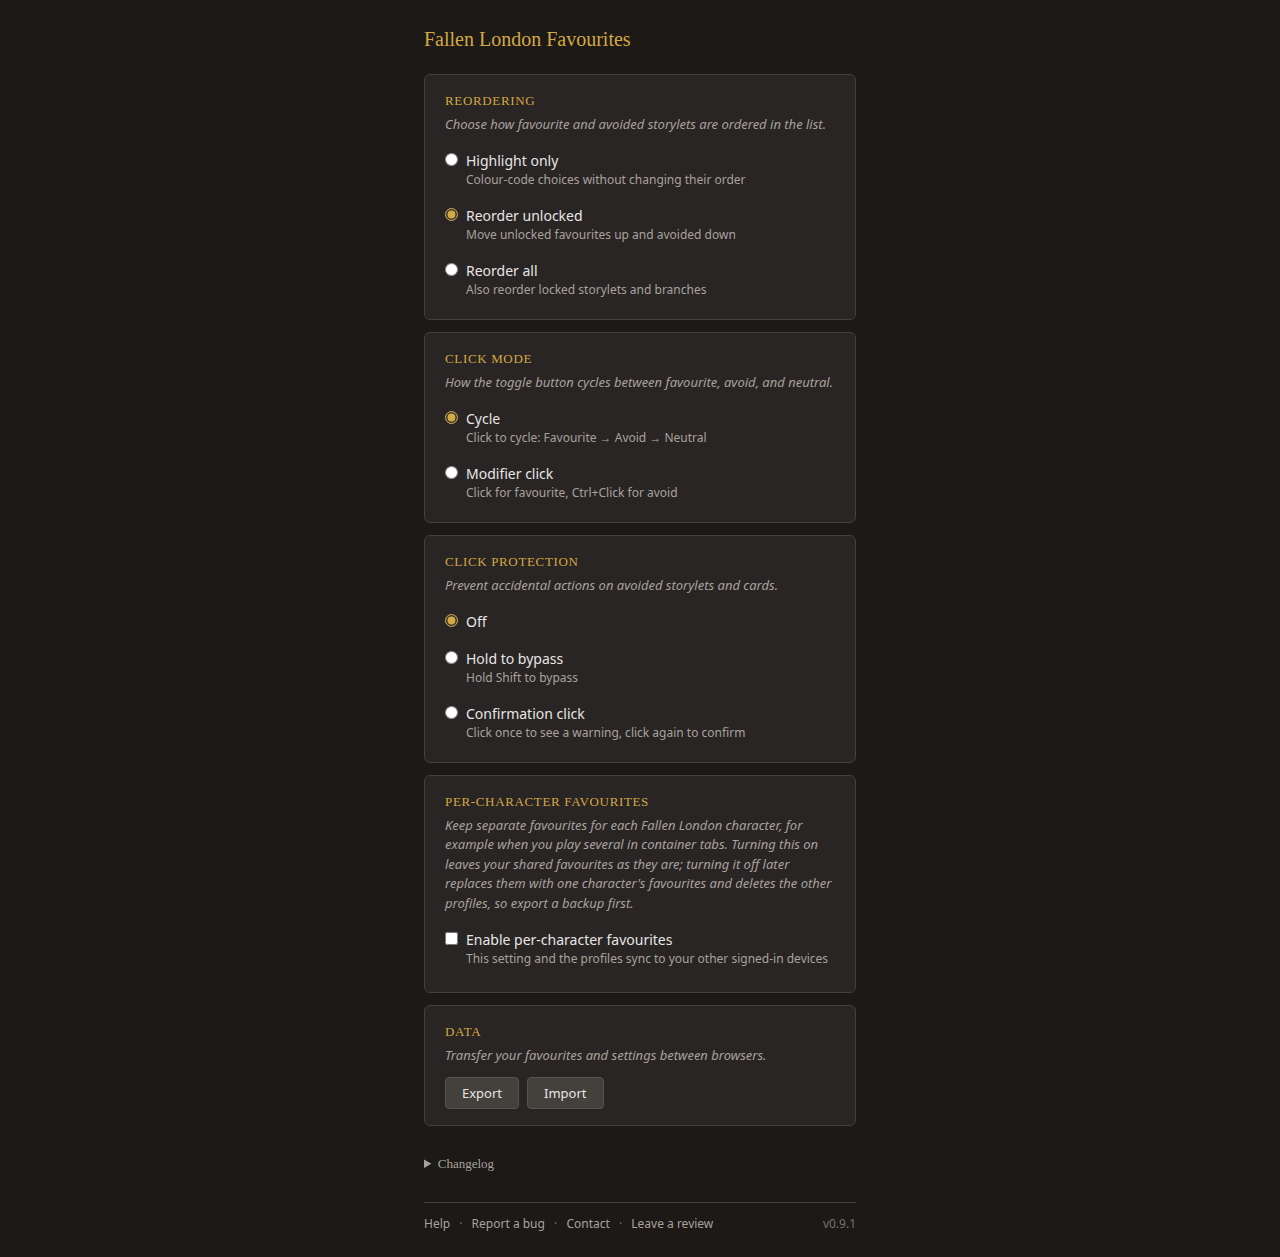 Fallen London Favourites
REORDERING
Choose how favourite and avoided storylets are ordered in the list.
Highlight only
Colour-code choices without changing their order
Reorder unlocked
Move unlocked favourites up and avoided down
Reorder all
Also reorder locked storylets and branches
CLICK MODE
How the toggle button cycles between favourite, avoid, and neutral.
Cycle
Click to cycle: Favourite → Avoid → Neutral
Modifier click
Click for favourite, Ctrl+Click for avoid
CLICK PROTECTION
Prevent accidental actions on avoided storylets and cards.
Off
Hold to bypass
Hold Shift to bypass
Confirmation click
Click once to see a warning, click again to confirm
PER-CHARACTER FAVOURITES
Keep separate favourites for each Fallen London character, for
example when you play several in container tabs. Turning this on
leaves your shared favourites as they are; turning it off later
replaces them with one character's favourites and deletes the other
profiles, so export a backup first.
Enable per-character favourites
This setting and the profiles sync to your other signed-in devices
DATA
Transfer your favourites and settings between browsers.
Export Import
Changelog
Help · Report a bug · Contact · Leave a review v0.9.1